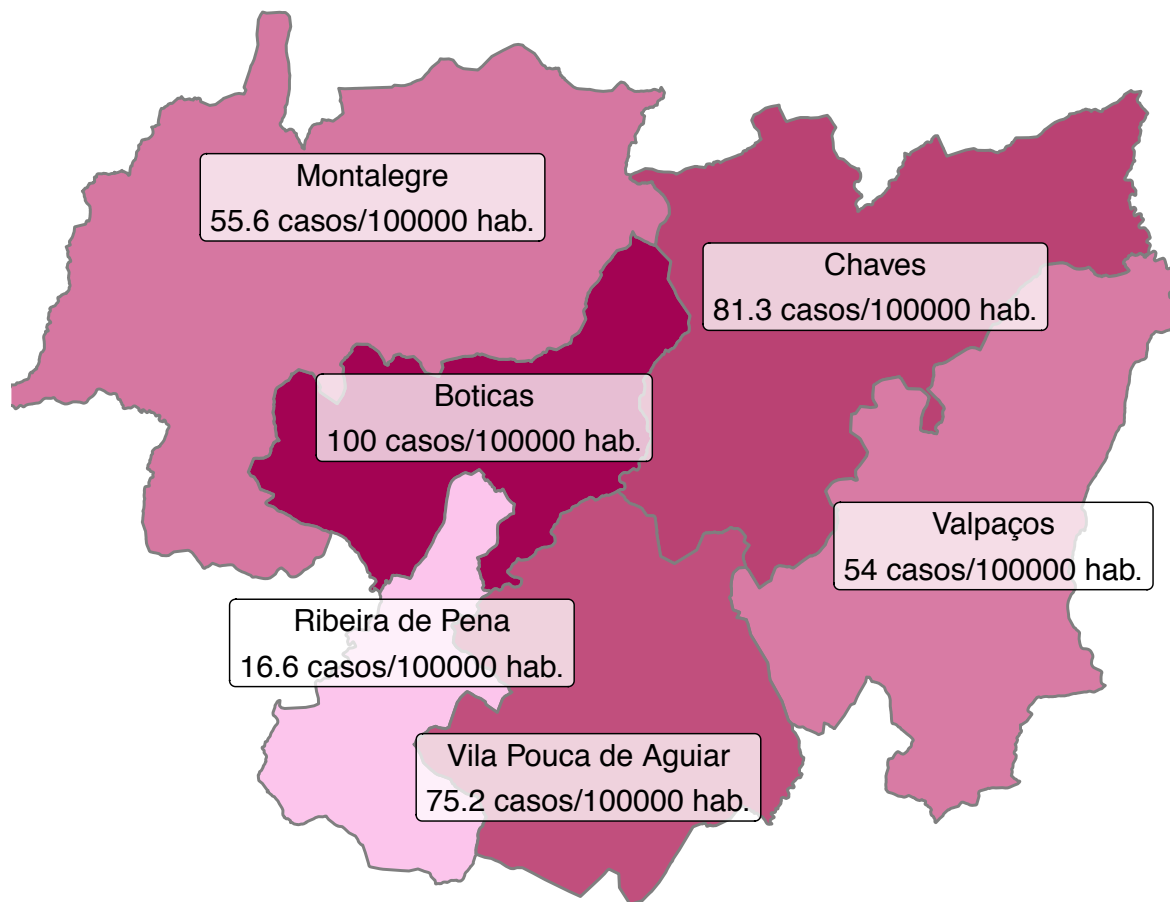 Montalegre
55.6 casos/100000 hab.
Chaves
81.3 casos/100000 hab.
Boticas
100 casos/100000 hab.
Valpaços
54 casos/100000 hab.
Ribeira de Pena
16.6 casos/100000 hab.
Vila Pouca de Aguiar
75.2 casos/100000 hab.